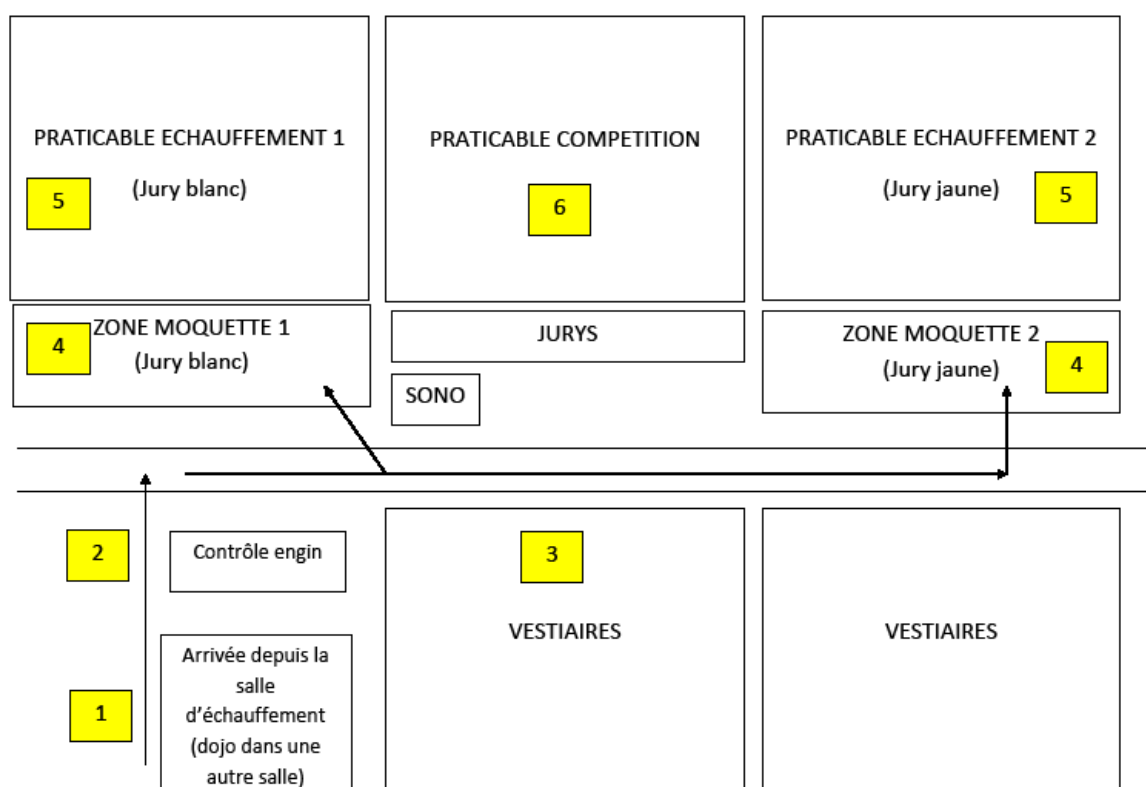 PRATICABLE ECHAUFFEMENT 1
(Jury blanc)
5
PRATICABLE COMPETITION
6
PRATICABLE ECHAUFFEMENT 2
(Jury jaune)
5
ZONE MOQUETTE 1
(Jury blanc)
4
JURYS
SONO
ZONE MOQUETTE 2
(Jury jaune)
4
2
Contrôle engin
3
VESTIAIRES
VESTIAIRES
1
Arrivée depuis la
salle
d’échauffement
(dojo dans une
autre salle)